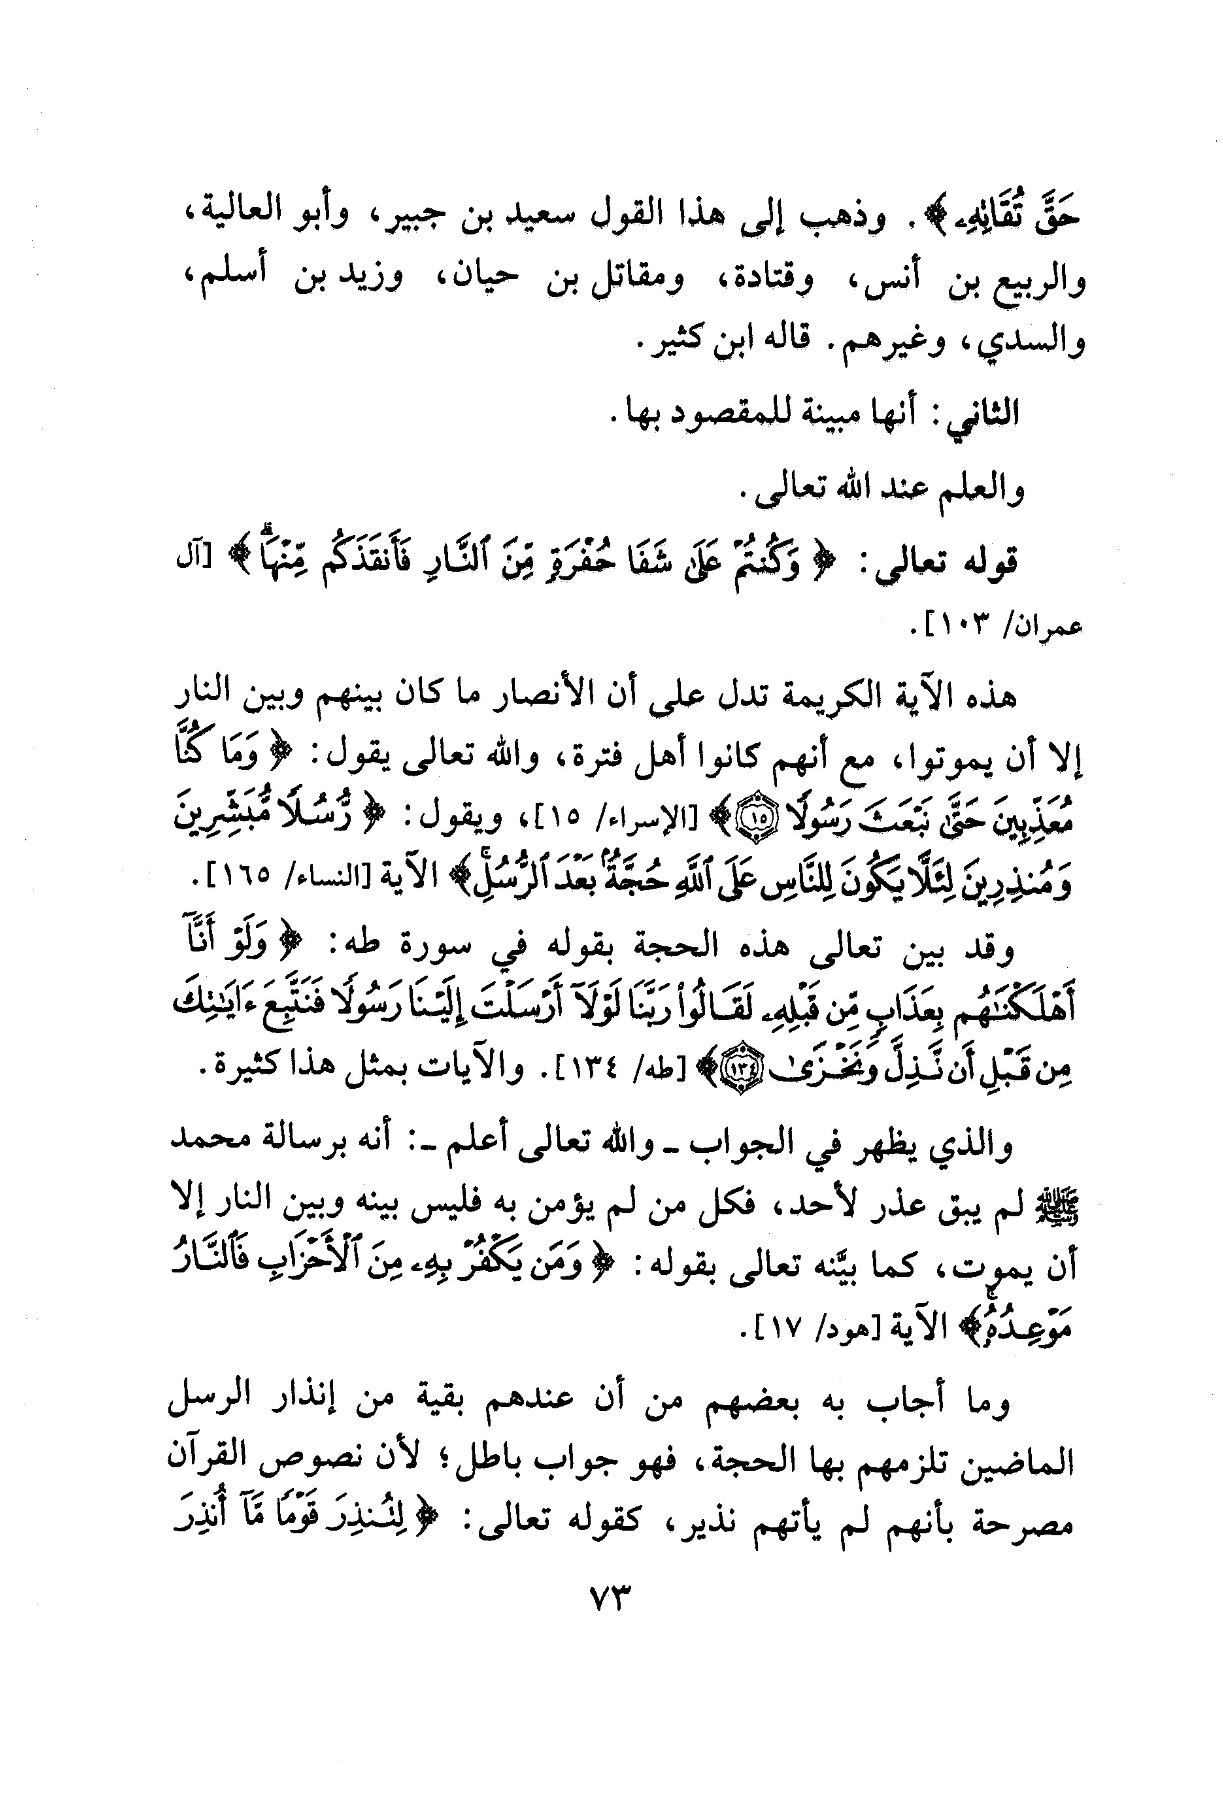 حَقَّ تُقَاتِهِۦ ﴾ . وذهب إلى هذا القول سعيد بن جبير، وأبو العالية،
والربيع بن أنس، وقتادة، ومقاتل بن حيان، وزيد بن أسلم،
والسدي، وغيرهم. قاله ابن كثير.
الثاني: أنها مبينة للمقصود بها.
والعلم عند الله تعالى.
قوله تعالى: ﴿ وَكُنتُمْ عَلَىٰ شَفَا حُفْرَةٍ مِّنَ ٱلنَّارِ فَأَنقَذَكُم مِّنْهَاۗ ﴾ [آل
عمران/ ١٠٣].
هذه الآية الكريمة تدل على أن الأنصار ما كان بينهم وبين النار
إلا أن يموتوا، مع أنهم كانوا أهل فترة، والله تعالى يقول: ﴿ وَمَا كُنَّا
مُعَذِّبِينَ حَتَّىٰ نَبْعَثَ رَسُولًا ١٥﴾ [الإسراء/ ١٥]، ويقول: ﴿ رُّسُلًا مُّبَشِّرِينَ
وَمُنذِرِينَ لِئَلَّا يَكُونَ لِلنَّاسِ عَلَى ٱللَّهِ حُجَّةٌۢ بَعْدَ ٱلرُّسُلِۚ ﴾ الآية [النساء/ ١٦٥].
وقد بين تعالى هذه الحجة بقوله في سورة طه: ﴿ وَلَوْ أَنَّآ
أَهْلَكْنَٰهُم بِعَذَابٍ مِّن قَبْلِهِۦ لَقَالُوا۟ رَبَّنَا لَوْلَآ أَرْسَلْتَ إِلَيْنَا رَسُولًا فَنَتَّبِعَ ءَايَٰتِكَ
مِن قَبْلِ أَن نَّذِلَّ وَنَخْزَىٰ ١٣٤﴾ [طه/ ١٣٤]. والآيات بمثل هذا كثيرة.
والذي يظهر في الجواب ـ والله تعالى أعلم ـ: أنه برسالة محمد
ﷺ لم يبق عذر لأحد، فكل من لم يؤمن به فليس بينه وبين النار إلا
أن يموت، كما بيَّنه تعالى بقوله: ﴿ وَمَن يَكْفُرْ بِهِۦ مِنَ ٱلْأَحْزَابِ فَٱلنَّارُ
مَوْعِدُهُۥۚ ﴾ الآية [هود/ ١٧].
وما أجاب به بعضهم من أن عندهم بقية من إنذار الرسل
الماضين تلزمهم بها الحجة، فهو جواب باطل؛ لأن نصوص القرآن
مصرحة بأنهم لم يأتهم نذير، كقوله تعالى: ﴿ لِتُنذِرَ قَوْمًا مَّآ أُنذِرَ
٧٣